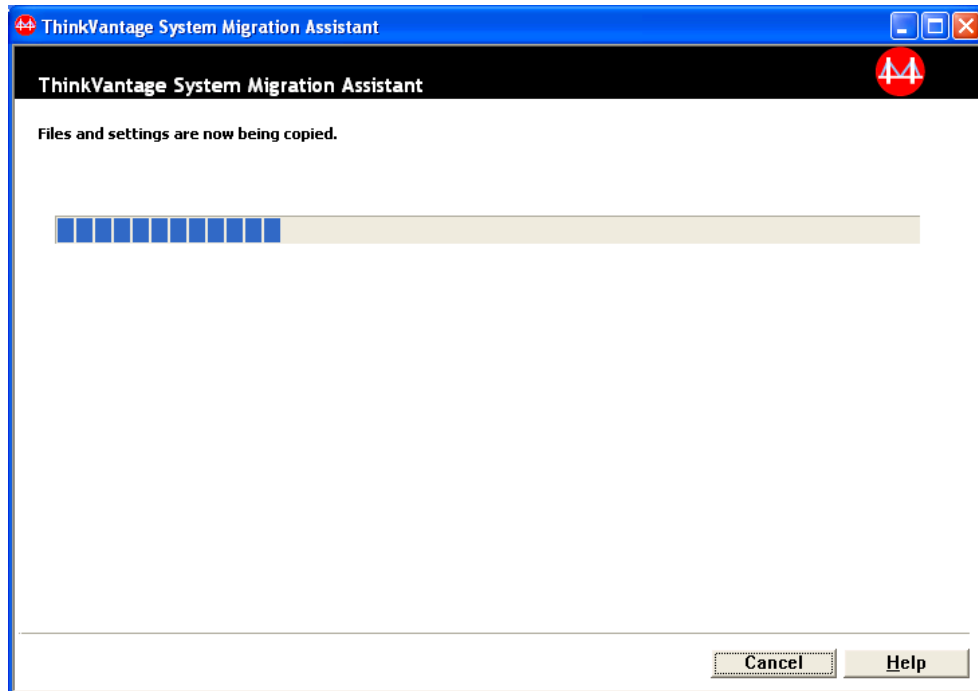 ThinkVantage System Migration Assistant
ThinkVantage System Migration Assistant
Files and settings are now being copied.
Cancel
Help